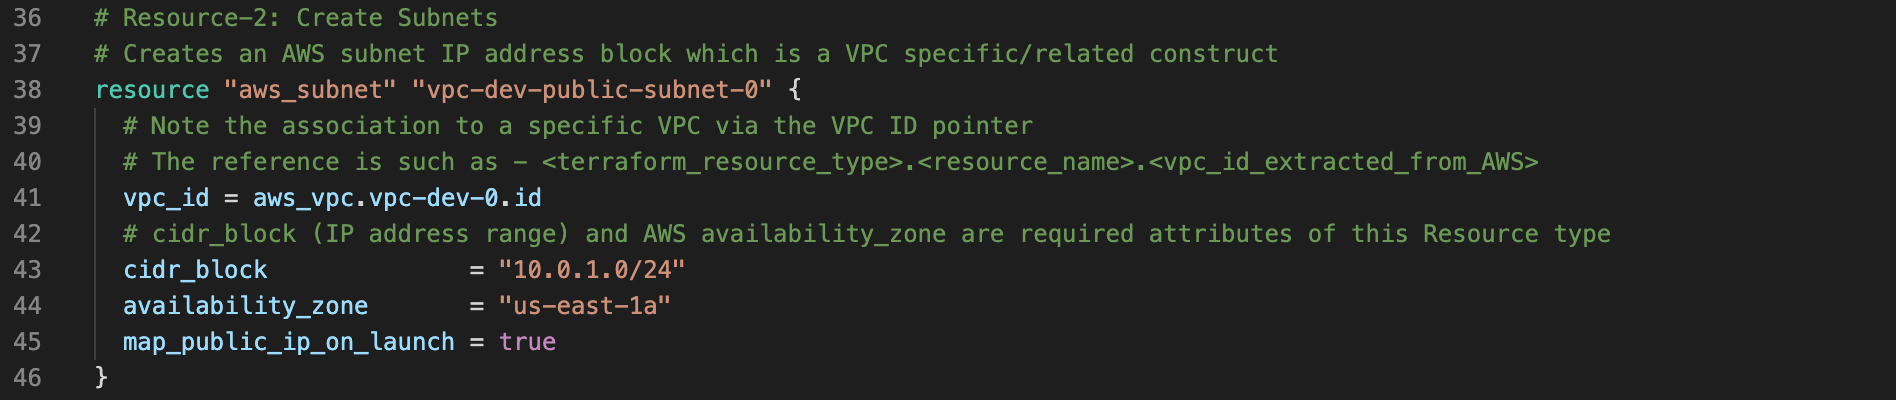 36 # Resource-2: Create Subnets
37 # Creates an AWS subnet IP address block which is a VPC specific/related construct
38 resource "aws_subnet" "vpc-dev-public-subnet-0" {
39 # Note the association to a specific VPC via the VPC ID pointer
40 # The reference is such as - <terraform_resource_type>.<resource_name>.<vpc_id_extracted_from_AWS>
41 vpc_id = aws_vpc.vpc-dev-0.id
42 # cidr_block (IP address range) and AWS availability_zone are required attributes of this Resource type
43 cidr_block = "10.0.1.0/24"
44 availability_zone = "us-east-1a"
45 map_public_ip_on_launch = true
46 }